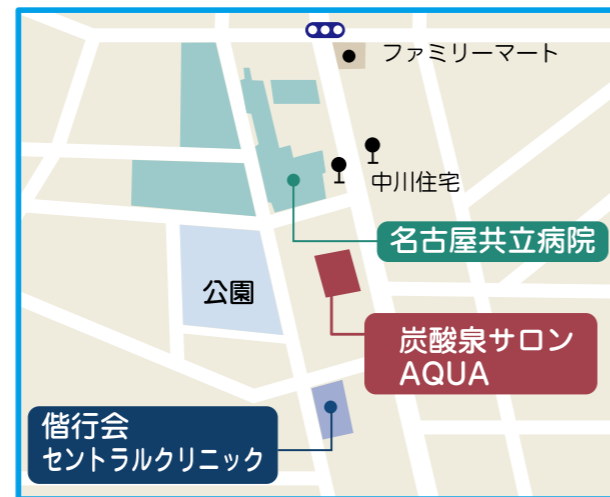 ファミリーマート
中川住宅
名古屋共立病院
公園
炭酸泉サロン
AQUA
偕行会
セントラルクリニック